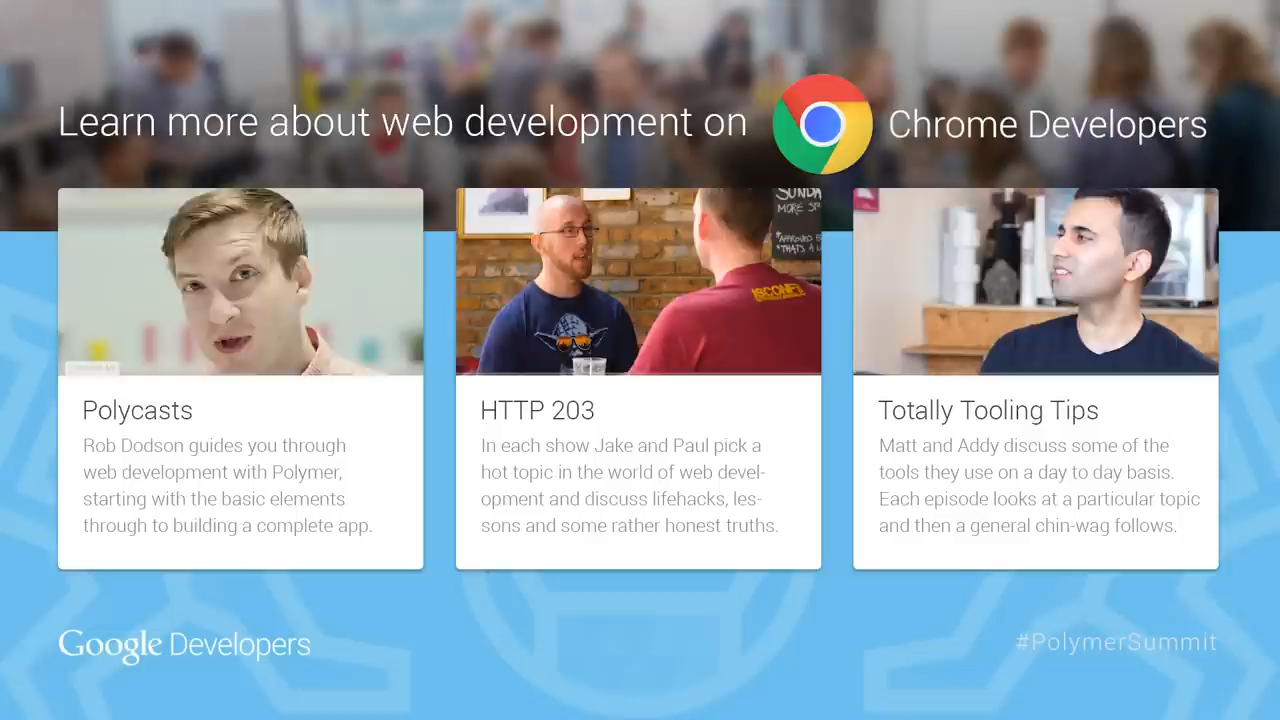 Learn more about web development on Chrome Developers
SUNDA
MORE SP
ISCONF
Polycasts
Rob Dodson guides you through
web development with Polymer,
starting with the basic elements
through to building a complete app.
HTTP 203
In each show Jake and Paul pick a
hot topic in the world of web devel-
opment and discuss lifehacks, les-
sons and some rather honest truths.
Totally Tooling Tips
Matt and Addy discuss some of the
tools they use on a day to day basis.
Each episode looks at a particular topic
and then a general chin-wag follows.
Google Developers
#PolymerSummit